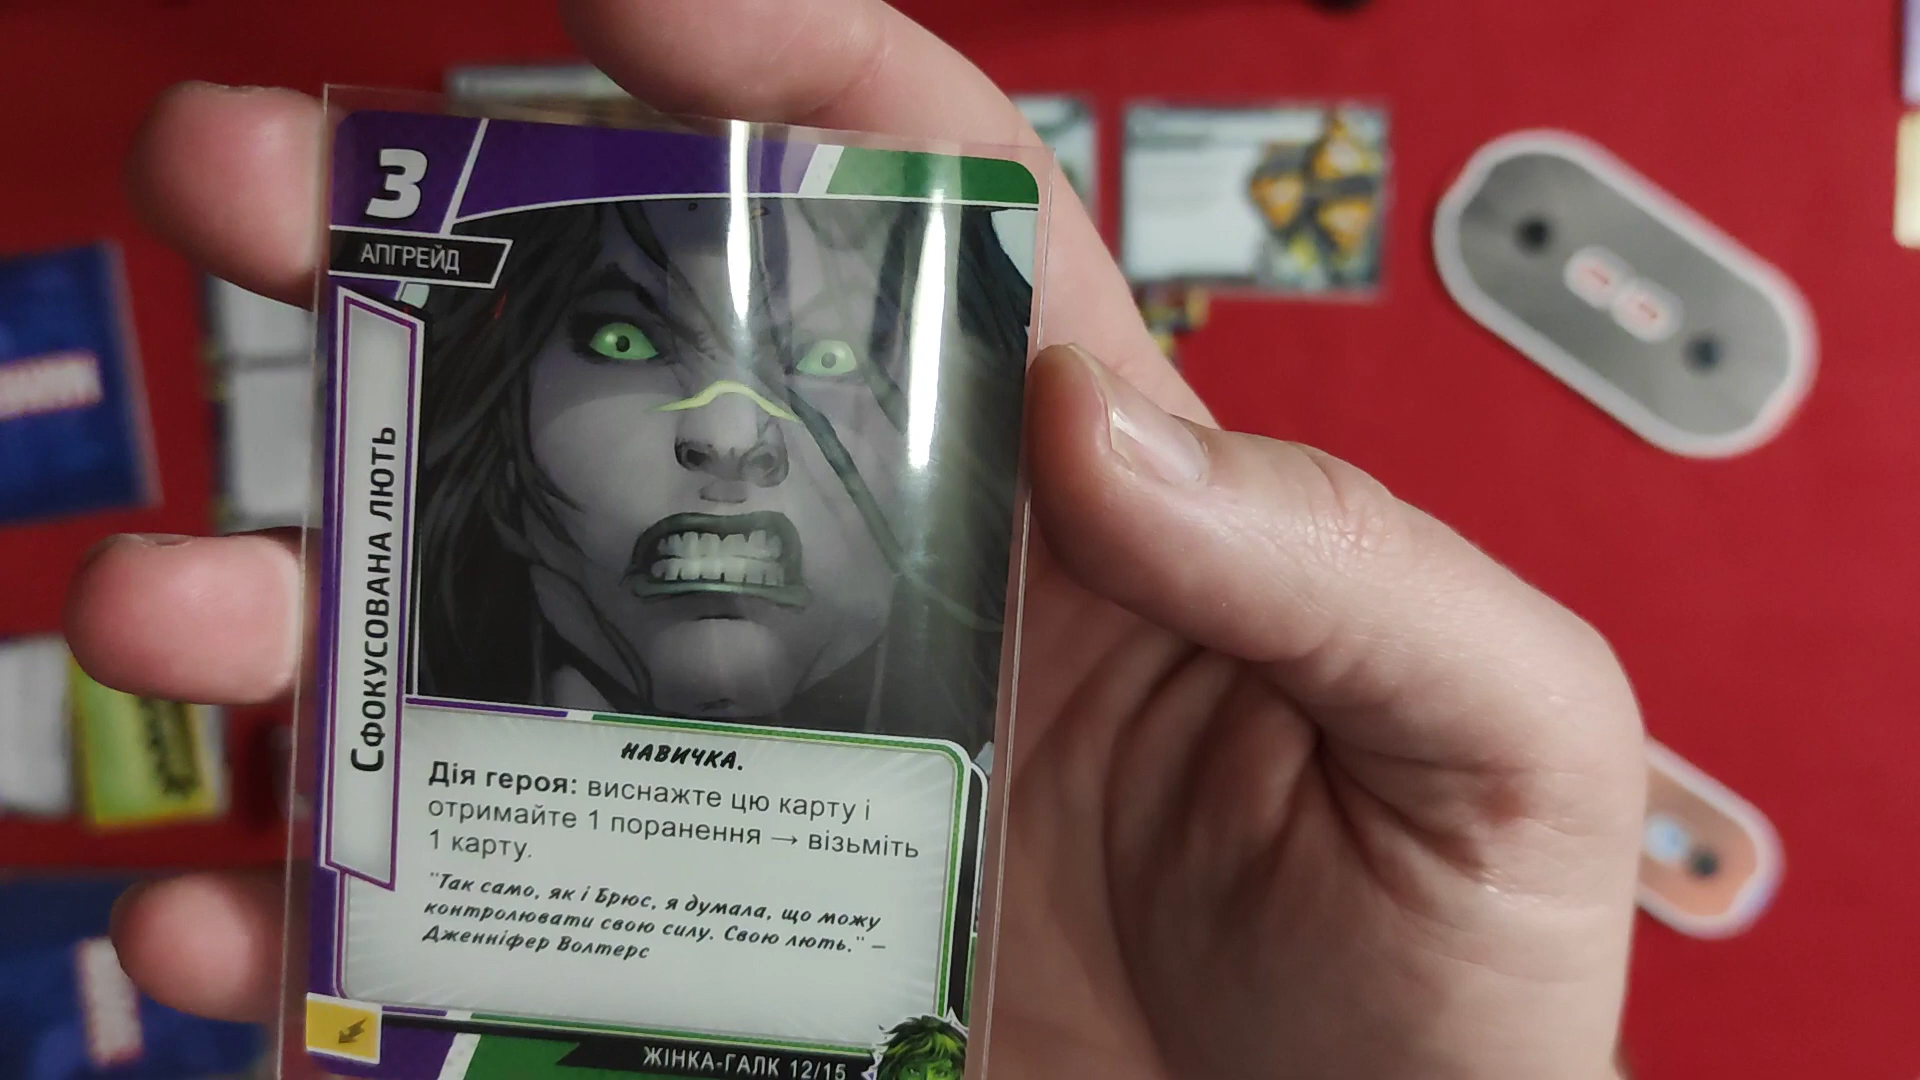 3
АПГРЕЙД
СФОКУСОВАНА ЛЮТЬ
НАВИЧКА.
Дія героя: виснажте цю карту і
отримайте 1 поранення → візьміть
1 карту.
"Так само, як і Брюс, я думала, що можу
контролювати свою силу. Свою лють." –
Дженніфер Волтерс
ЖІНКА-ГАЛК 12/15